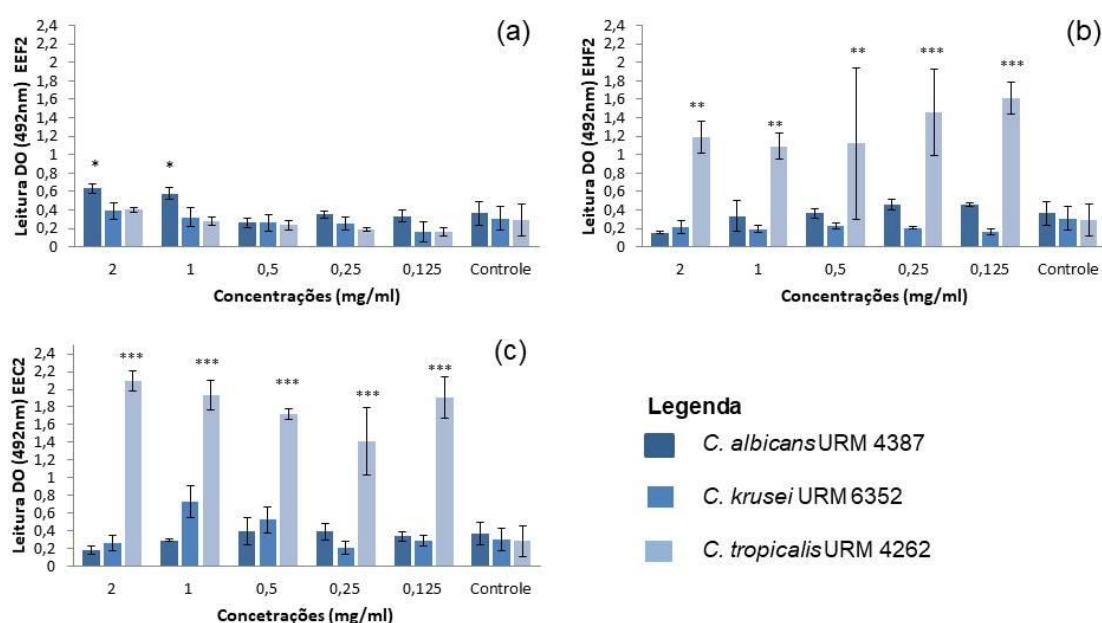 (a)
Leitura DO (492nm) EEF2
2,4
2,2
2
1,8
1,6
1,4
1,2
1
0,8
0,6
0,4
0,2
0
*
*
2 1 0,5 0,25 0,125 Controle
Concentrações (mg/ml)
(b)
Leitura DO (492nm) EHF2
2,4
2,2
2
1,8
1,6
1,4
1,2
1
0,8
0,6
0,4
0,2
0
** ** ** *** ***
2 1 0,5 0,25 0,125 Controle
Concentrações (mg/ml)
(c)
Leitura DO (492nm) EEC2
2,4
2,2
2
1,8
1,6
1,4
1,2
1
0,8
0,6
0,4
0,2
0
*** *** *** *** ***
2 1 0,5 0,25 0,125 Controle
Concetrações (mg/ml)
Legenda
C. albicans URM 4387
C. krusei URM 6352
C. tropicalis URM 4262